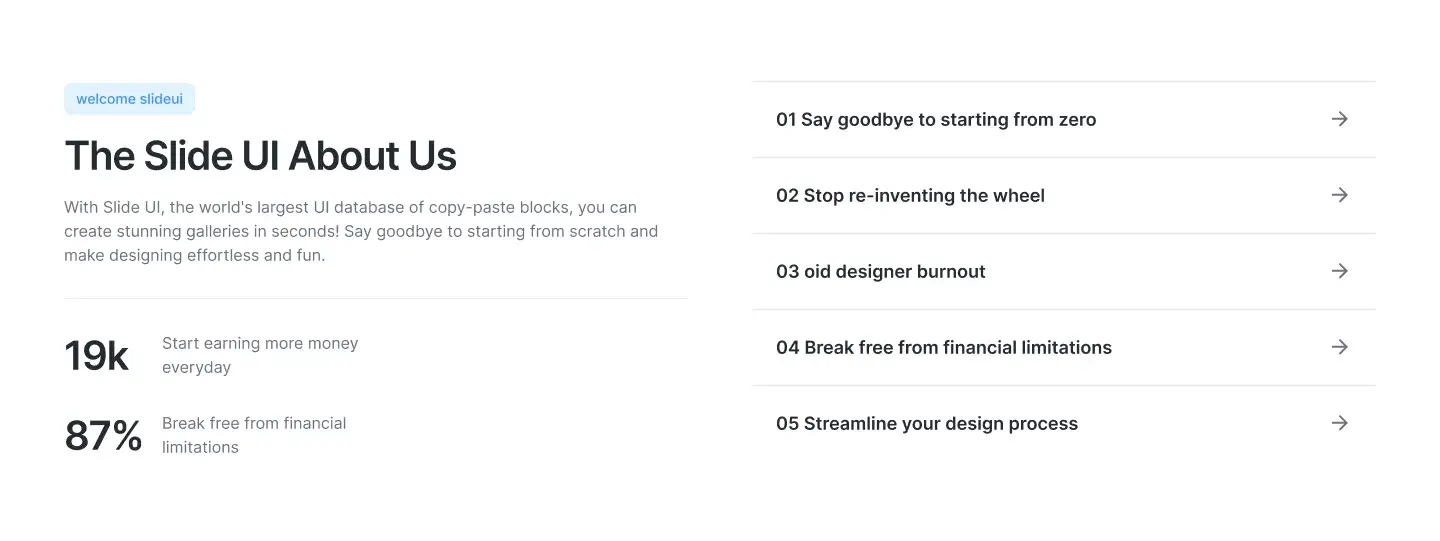 welcome slideui
The Slide UI About Us
With Slide UI, the world's largest UI database of copy-paste blocks, you can
create stunning galleries in seconds! Say goodbye to starting from scratch and
make designing effortless and fun.
19k
Start earning more money
everyday
87%
Break free from financial
limitations
01 Say goodbye to starting from zero
02 Stop re-inventing the wheel
03 oid designer burnout
04 Break free from financial limitations
05 Streamline your design process